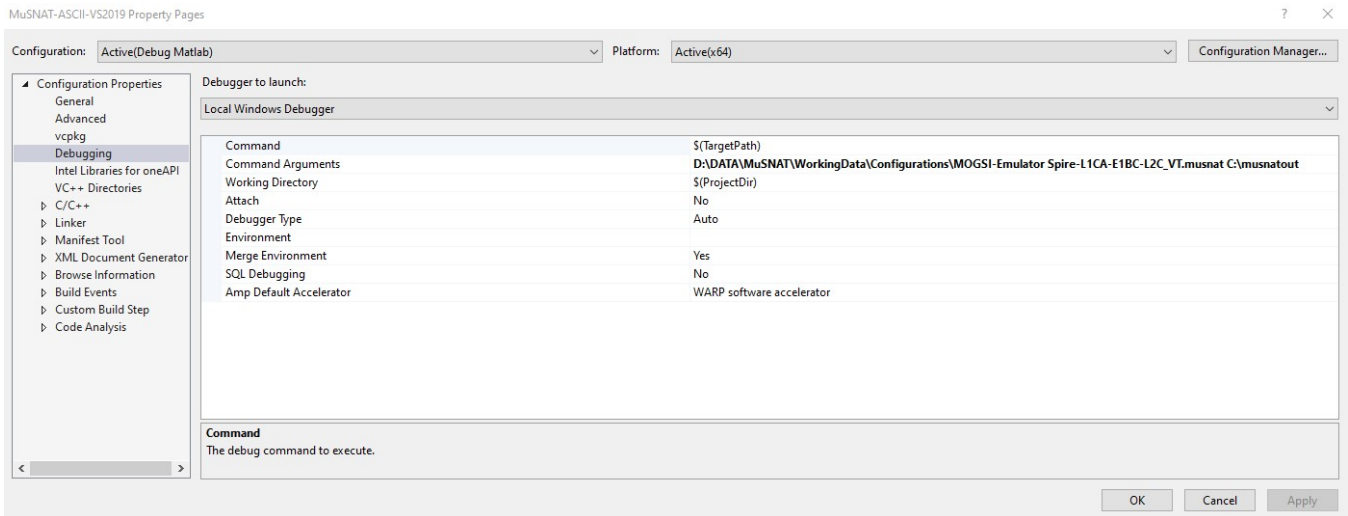 MuSNAT-ASCII-VS2019 Property Pages
Configuration: Active(Debug Matlab) Platform: Active(x64) Configuration Manager...
Configuration Properties
General
Advanced
vcpkg
Debugging
Intel Libraries for oneAPI
VC++ Directories
C/C++
Linker
Manifest Tool
XML Document Generator
Browse Information
Build Events
Custom Build Step
Code Analysis
Debugger to launch:
Local Windows Debugger
Command $(TargetPath)
Command Arguments D:\DATA\MuSNAT\WorkingData\Configurations\MOGSI-Emulator Spire-L1CA-E1BC-L2C_VT.musnat C:\musnatout
Working Directory $(ProjectDir)
Attach No
Debugger Type Auto
Environment
Merge Environment Yes
SQL Debugging No
Amp Default Accelerator WARP software accelerator
Command
The debug command to execute.
OK Cancel Apply